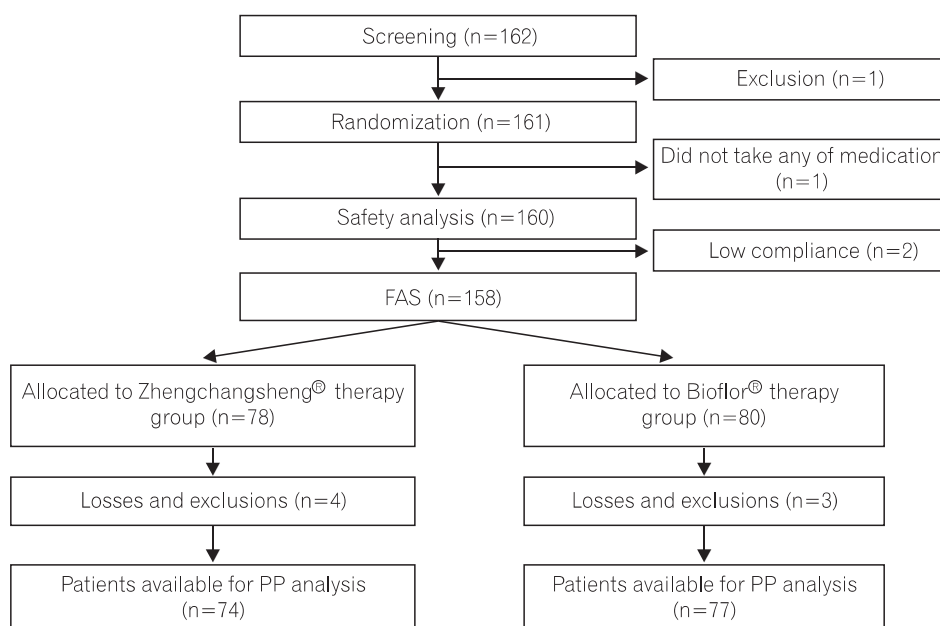 Screening (n=162)
Exclusion (n=1)
Randomization (n=161)
Did not take any of medication
(n=1)
Safety analysis (n=160)
Low compliance (n=2)
FAS (n=158)
Allocated to Zhengchangsheng® therapy
group (n=78)
Allocated to Bioflor® therapy
group (n=80)
Losses and exclusions (n=4)
Losses and exclusions (n=3)
Patients available for PP analysis
(n=74)
Patients available for PP analysis
(n=77)